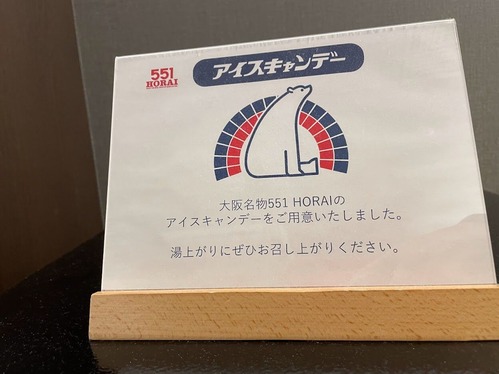 551
HORAI
アイスキャンデー
大阪名物551 HORAIの
アイスキャンデーをご用意いたしました。
湯上がりにぜひお召し上がりください。